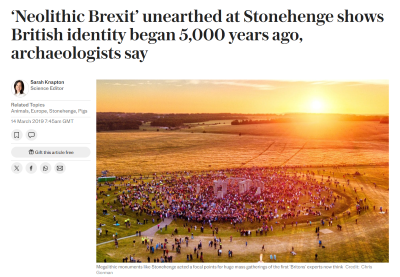 ‘Neolithic Brexit’ unearthed at Stonehenge shows
British identity began 5,000 years ago,
archaeologists say
Sarah Knapton
Science Editor
Related Topics
Animals, Europe, Stonehenge, Pigs
14 March 2019 7:40am GMT
Gift this article free
Megalithic monuments like Stonehenge acted as focal points for huge mass gatherings of the first 'Britons' experts now think Credit: Chris
Gorman